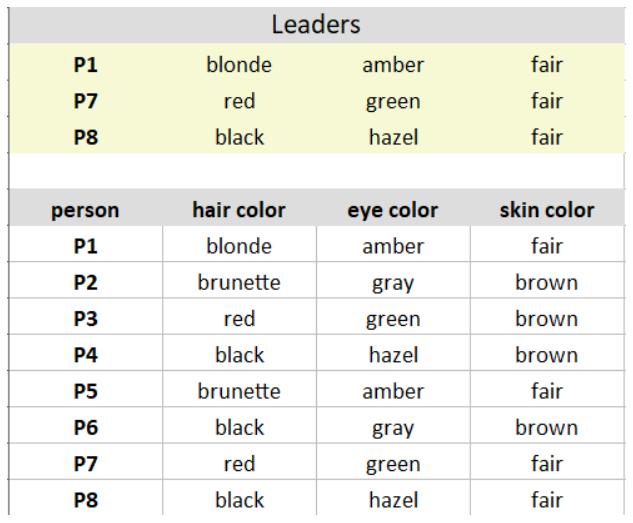 Leaders
P1 blonde amber fair
P7 red green fair
P8 black hazel fair
person hair color eye color skin color
P1 blonde amber fair
P2 brunette gray brown
P3 red green brown
P4 black hazel brown
P5 brunette amber fair
P6 black gray brown
P7 red green fair
P8 black hazel fair